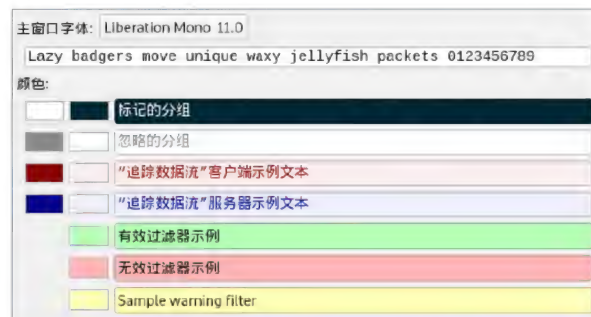 主窗口字体: Liberation Mono 11.0
Lazy badgers move unique waxy jellyfish packets 0123456789
颜色:
标记的分组
忽略的分组
“追踪数据流”客户端示例文本
“追踪数据流”服务器示例文本
有效过滤器示例
无效过滤器示例
Sample warning filter